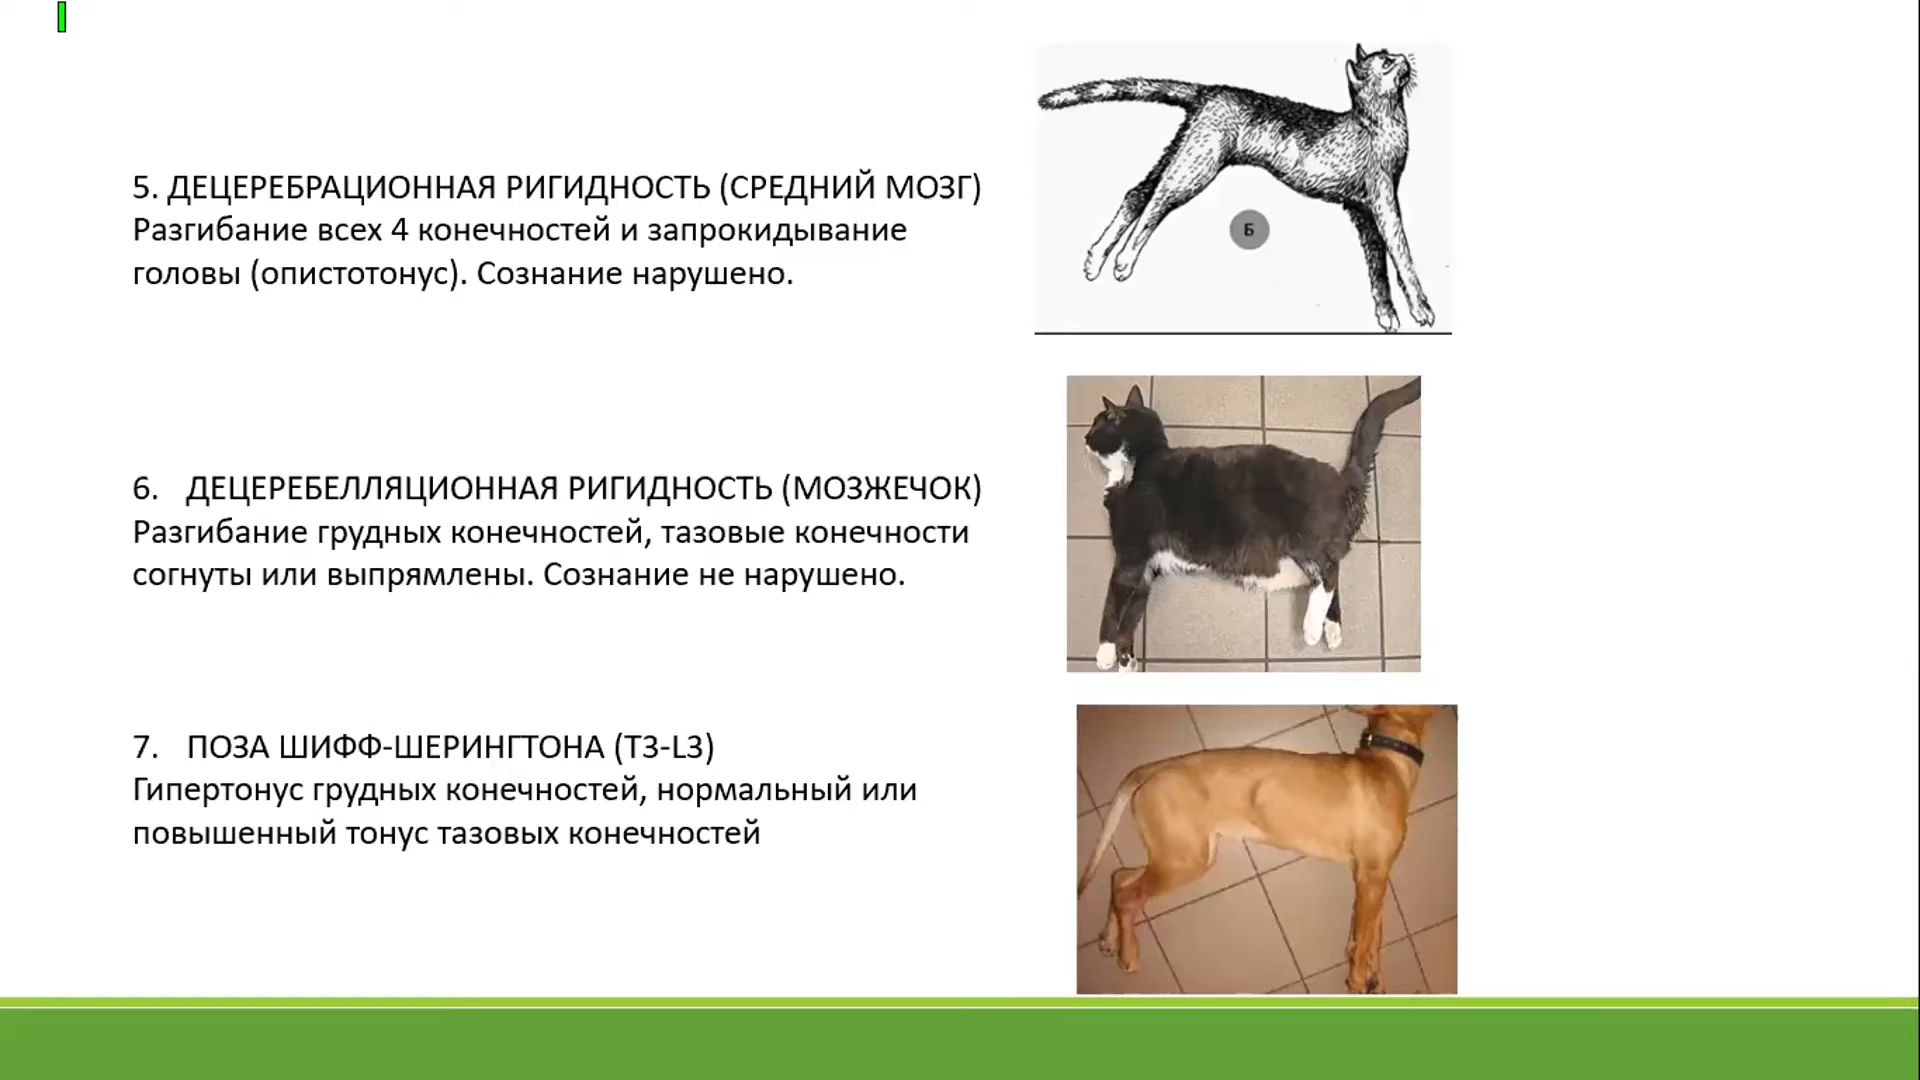 5. ДЕЦЕРЕБРАЦИОННАЯ РИГИДНОСТЬ (СРЕДНИЙ МОЗГ)
Разгибание всех 4 конечностей и запрокидывание
головы (опистотонус). Сознание нарушено.
Б
6. ДЕЦЕРЕБЕЛЛЯЦИОННАЯ РИГИДНОСТЬ (МОЗЖЕЧОК)
Разгибание грудных конечностей, тазовые конечности
согнуты или выпрямлены. Сознание не нарушено.
7. ПОЗА ШИФФ-ШЕРИНГТОНА (T3-L3)
Гипертонус грудных конечностей, нормальный или
повышенный тонус тазовых конечностей